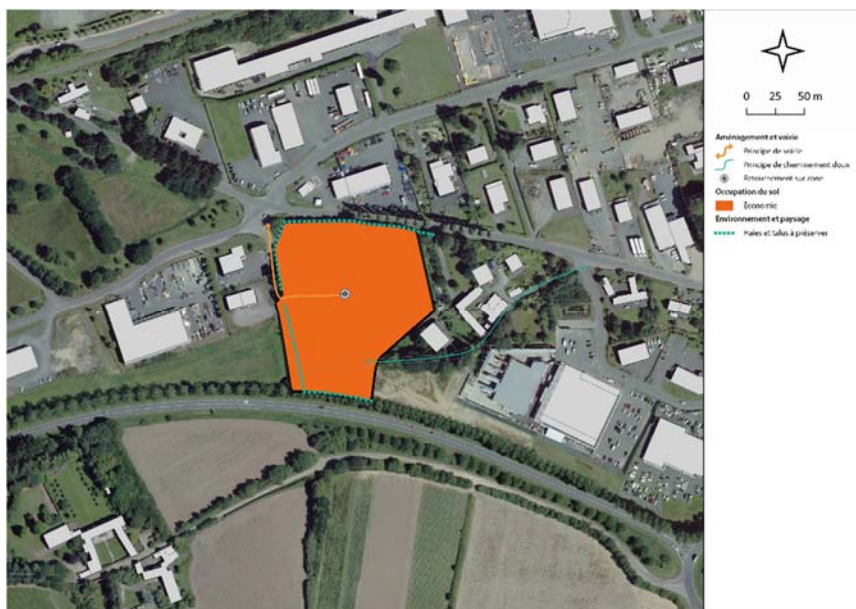 0 25 50 m
Aménagement et voirie
Principe de voirie
Principe de cheminement doux
Retournement sur zone
Occupation du sol
Économie
Environnement et paysage
Haies et talus à préserver